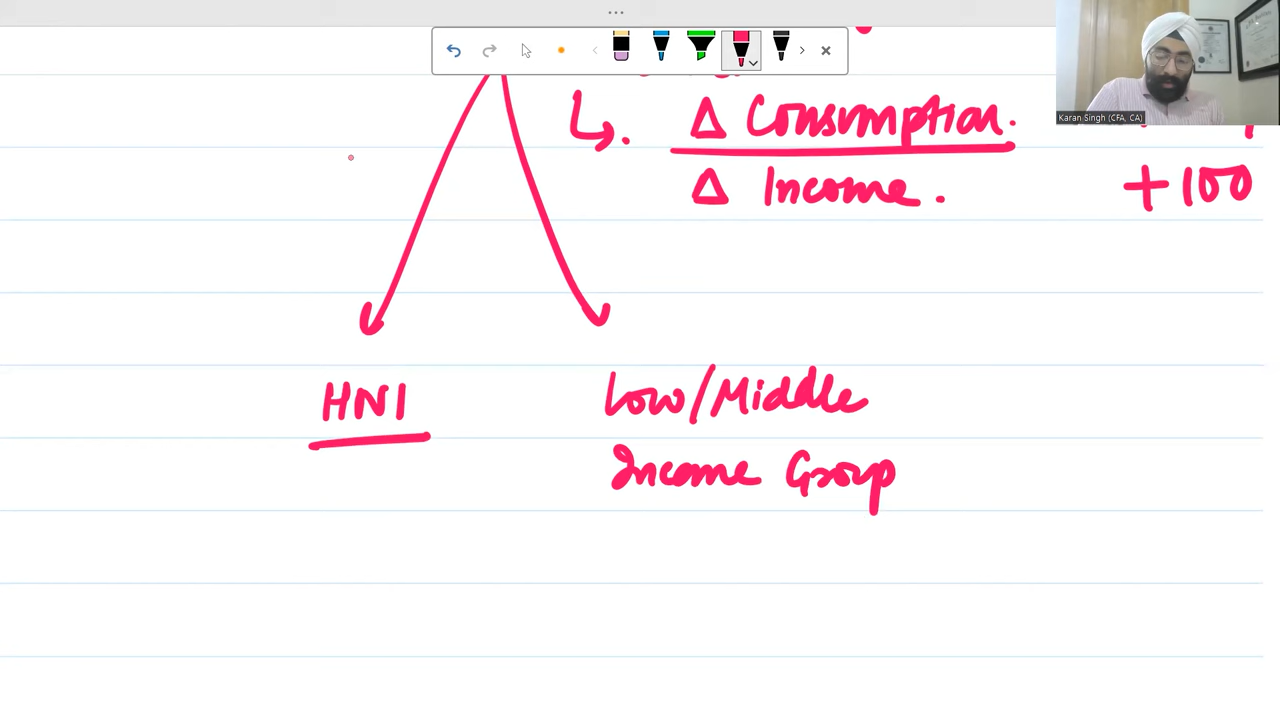 Karan Singh (CFA, CA)
↳. Δ Consumption.
Δ Income.
+100
HNI
Low/Middle
Income Group